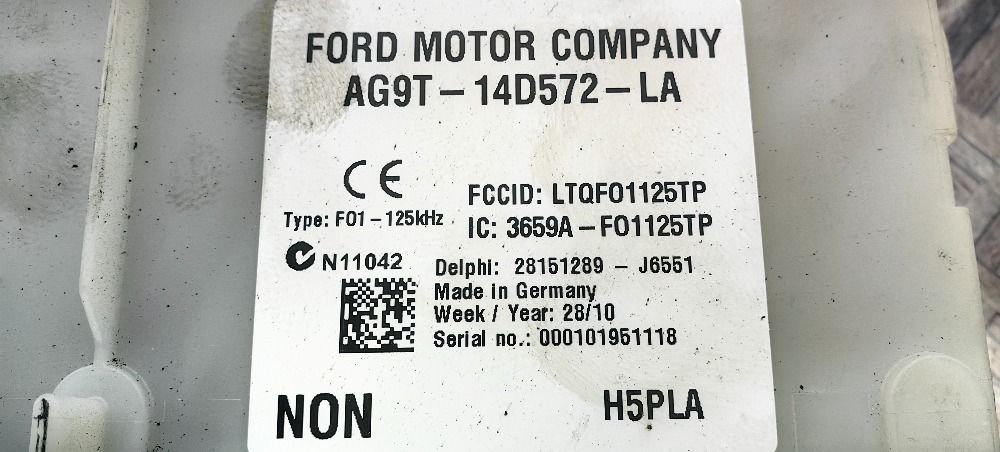 FORD MOTOR COMPANY
AG9T-14D572-LA
CE
FCCID: LTQFO1125TP
Type: FO1-125kHz
IC: 3659A-FO1125TP
N11042
Delphi: 28151289 - J6551
Made in Germany
Week / Year: 28/10
Serial no.: 000101951118
NON
H5PLA